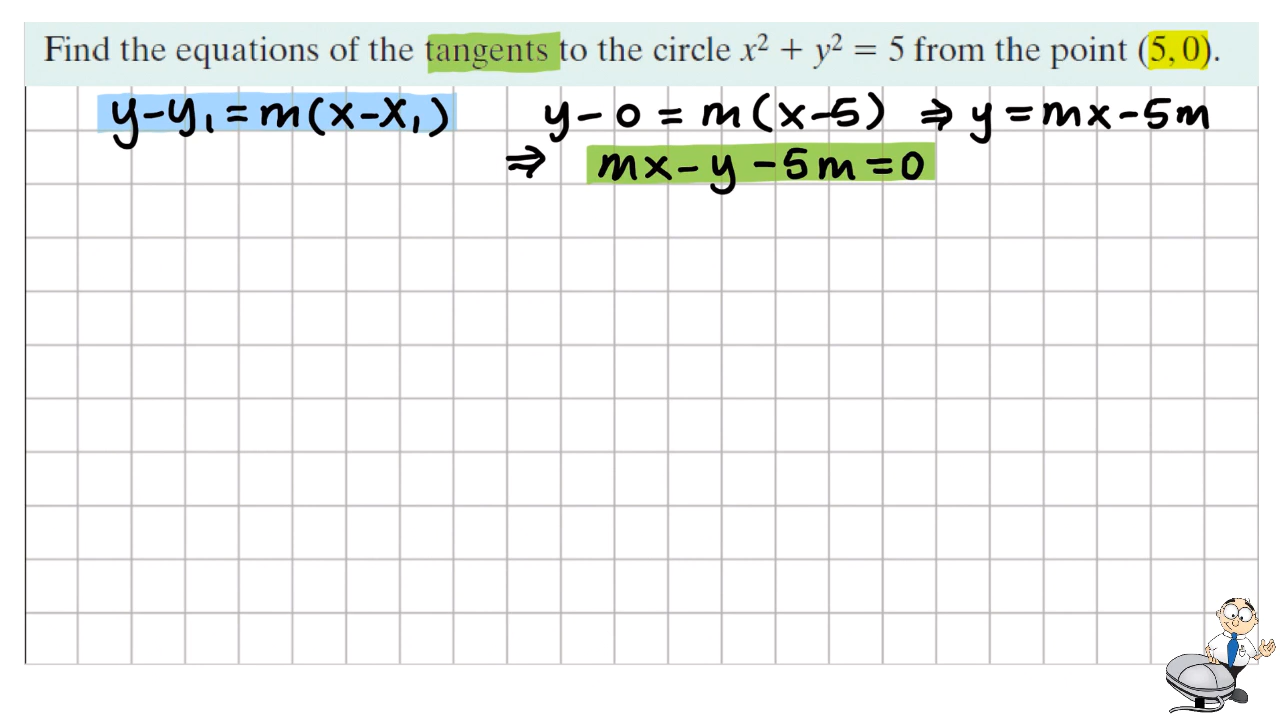 Find the equations of the tangents to the circle x² + y² = 5 from the point (5, 0).
y-y₁=m(x-x₁) y-0=m(x-5) ⇒ y=mx-5m
⇒ mx-y-5m=0